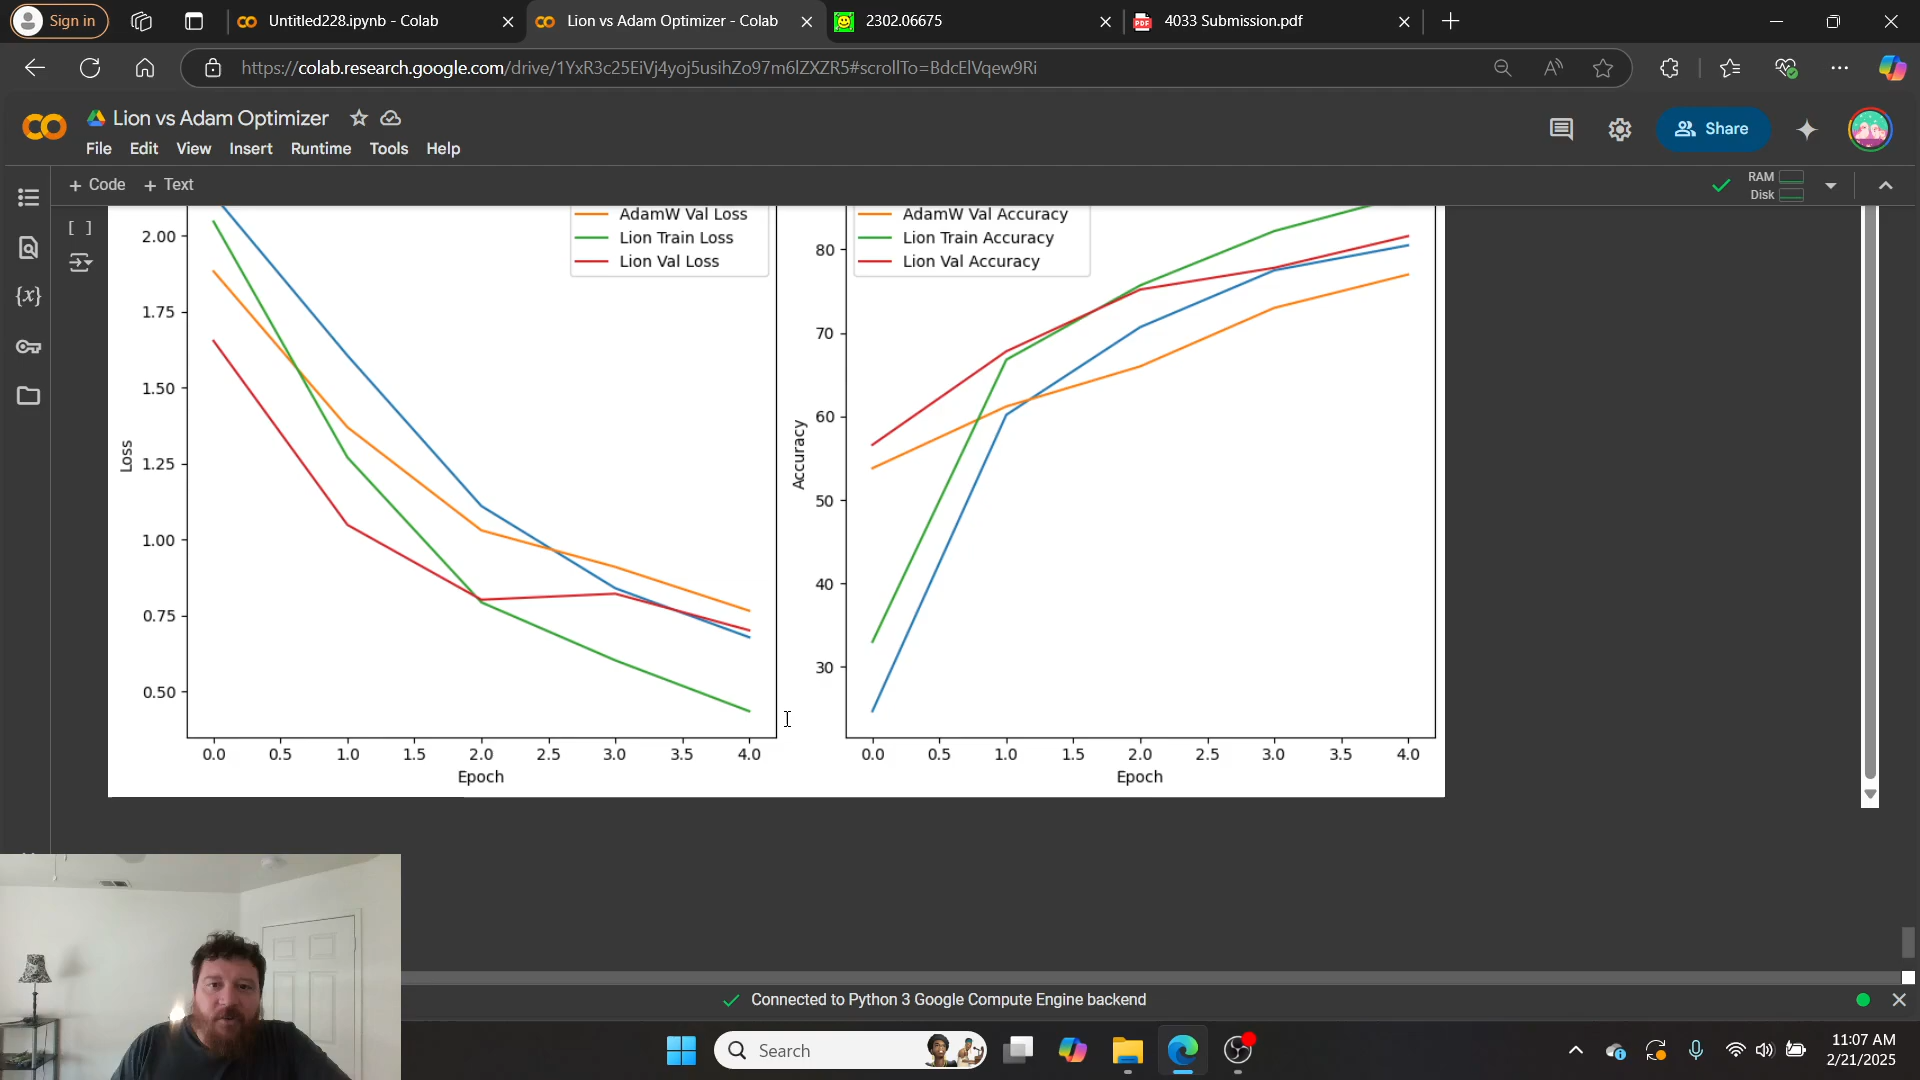 Sign in
Untitled228.ipynb - Colab
Lion vs Adam Optimizer - Colab
2302.06675
4033 Submission.pdf
https://colab.research.google.com/drive/1YxR3c25EiVj4yoj5usihZo97m6lZXZR5#scrollTo=BdcElVqew9Ri
Lion vs Adam Optimizer
Share
File Edit View Insert Runtime Tools Help
+ Code + Text
RAM
Disk
AdamW Val Loss
Lion Train Loss
Lion Val Loss
2.00
1.75
1.50
1.25
1.00
0.75
0.50
Loss
0.0 0.5 1.0 1.5 2.0 2.5 3.0 3.5 4.0
Epoch
AdamW Val Accuracy
Lion Train Accuracy
Lion Val Accuracy
80
70
60
50
40
30
Accuracy
0.0 0.5 1.0 1.5 2.0 2.5 3.0 3.5 4.0
Epoch
Connected to Python 3 Google Compute Engine backend
Search
11:07 AM
2/21/2025